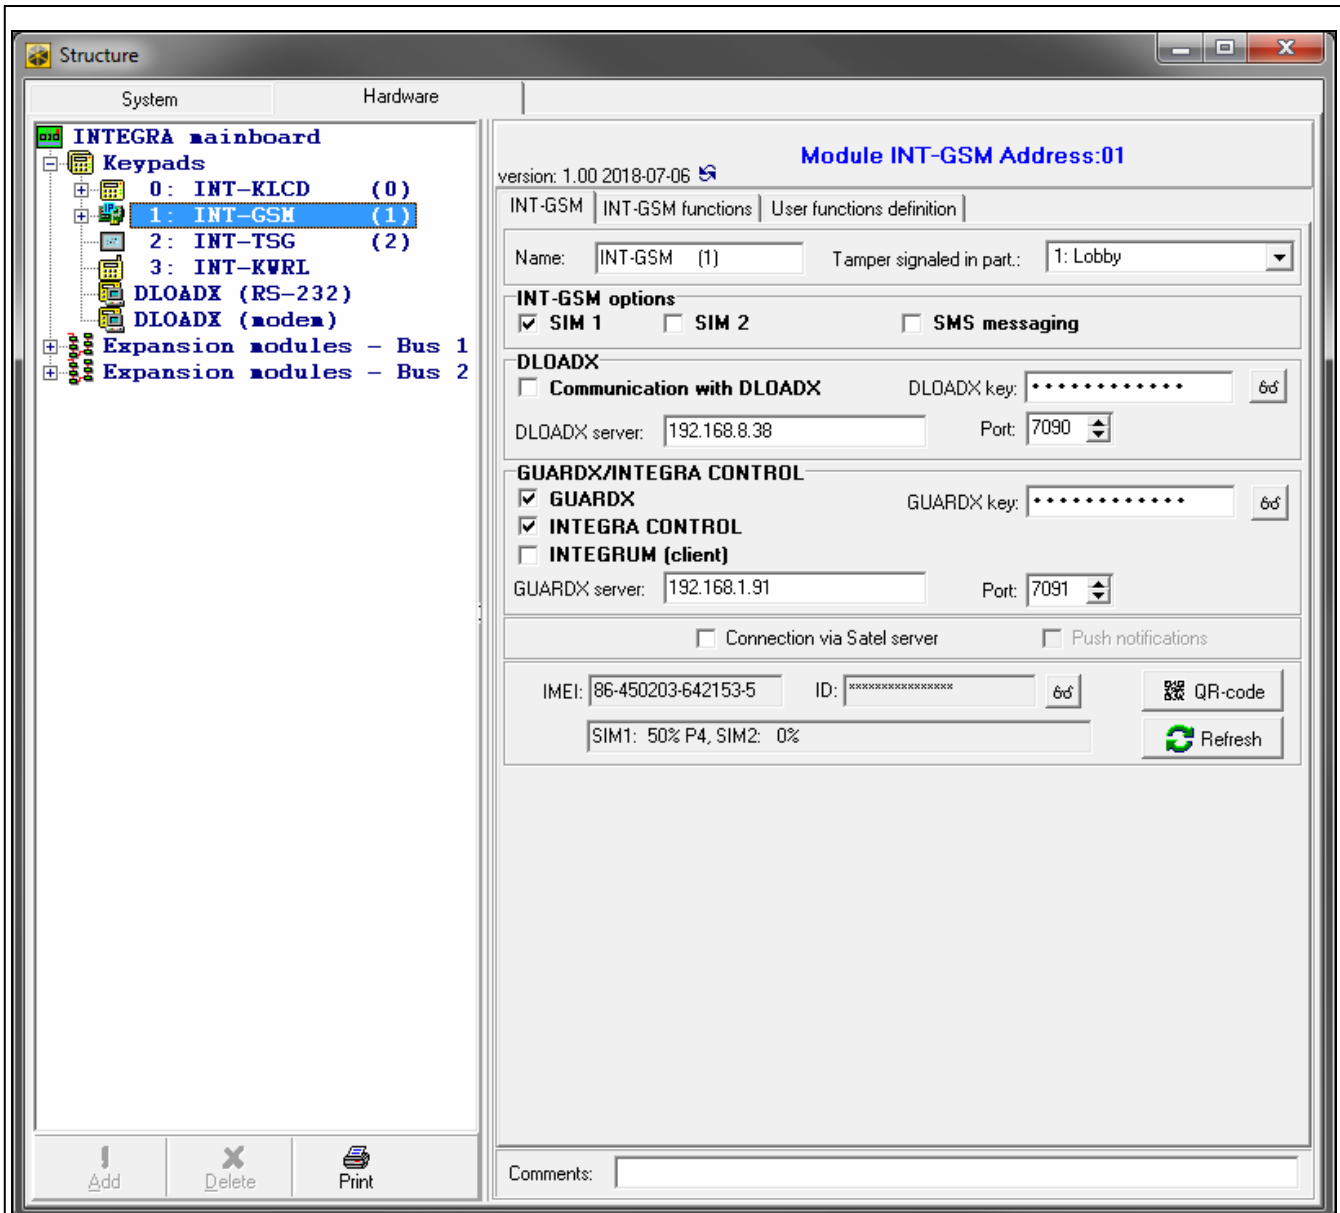 Structure
System Hardware
INTEGRA mainboard
Keypads
0: INT-KLCD (0)
1: INT-GSM (1)
2: INT-TSG (2)
3: INT-KWRL
DLOADX (RS-232)
DLOADX (modem)
Expansion modules - Bus 1
Expansion modules - Bus 2
Add Delete Print
Module INT-GSM Address:01
version: 1.00 2018-07-06
INT-GSM INT-GSM functions User functions definition
Name: INT-GSM (1) Tamper signaled in part.: 1: Lobby
INT-GSM options
SIM 1 SIM 2 SMS messaging
DLOADX
Communication with DLOADX DLOADX key: ••••••••••••
DLOADX server: 192.168.8.38 Port: 7090
GUARDX/INTEGRA CONTROL
GUARDX GUARDX key: ••••••••••••
INTEGRA CONTROL
INTEGRUM (client)
GUARDX server: 192.168.1.91 Port: 7091
Connection via Satel server Push notifications
IMEI: 86-450203-642153-5 ID: **************** QR-code
SIM1: 50% P4, SIM2: 0% Refresh
Comments: